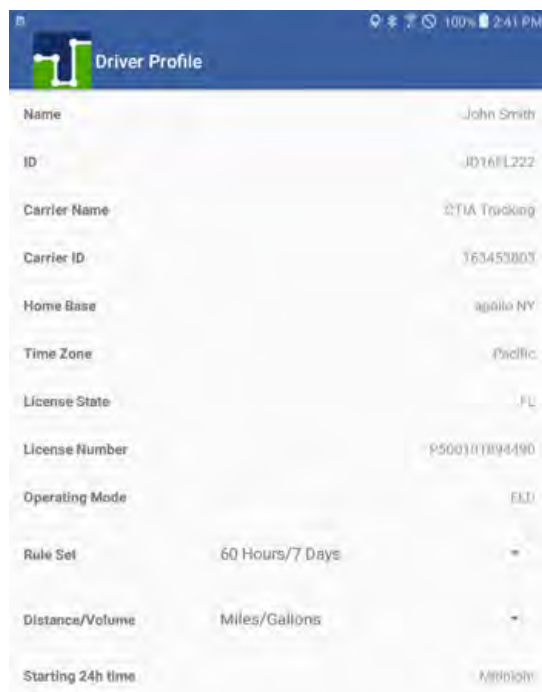 100% 2:41 PM
Driver Profile
Name John Smith
ID
Carrier Name CTIA Trucking
Carrier ID 163453803
Home Base apollo NY
Time Zone Pacific
License State FL
License Number
Operating Mode ELD
Rule Set 60 Hours/7 Days
Distance/Volume Miles/Gallons
Starting 24h time Midnight